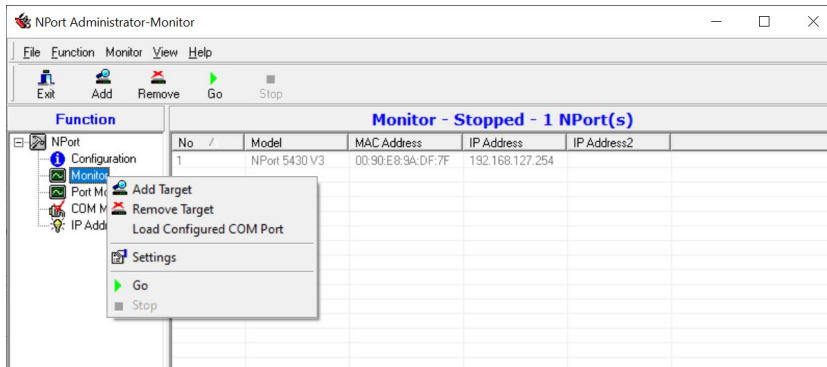 NPort Administrator-Monitor
File Function Monitor View Help
Exit Add Remove Go Stop
Function
Monitor - Stopped - 1 NPort(s)
NPort
Configuration
Monitor
Port Mo
COM M
IP Addr
No Model MAC Address IP Address IP Address2
1 NPort 5430 V3 00:90:E8:9A:DF:7F 192.168.127.254
Add Target
Remove Target
Load Configured COM Port
Settings
Go
Stop